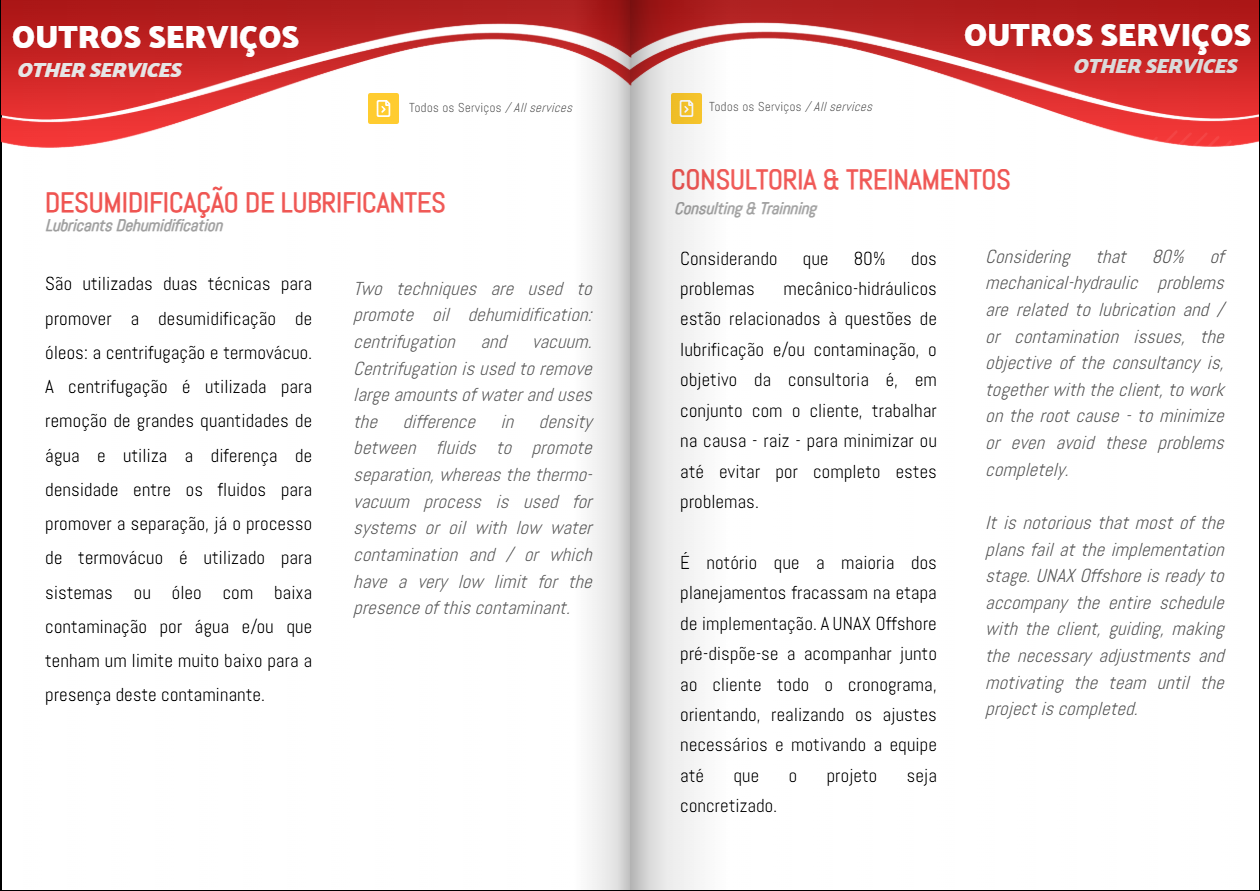 OUTROS SERVIÇOS
OTHER SERVICES
Todos os Serviços / All services
DESUMIDIFICAÇÃO DE LUBRIFICANTES
Lubricants Dehumidification
São utilizadas duas técnicas para
promover a desumidificação de
óleos: a centrifugação e termovácuo.
A centrifugação é utilizada para
remoção de grandes quantidades de
água e utiliza a diferença de
densidade entre os fluidos para
promover a separação, já o processo
de termovácuo é utilizado para
sistemas ou óleo com baixa
contaminação por água e/ou que
tenham um limite muito baixo para a
presença deste contaminante.
Two techniques are used to
promote oil dehumidification:
centrifugation and vacuum.
Centrifugation is used to remove
large amounts of water and uses
the difference in density
between fluids to promote
separation, whereas the thermo-
vacuum process is used for
systems or oil with low water
contamination and / or which
have a very low limit for the
presence of this contaminant.
OUTROS SERVIÇOS
OTHER SERVICES
Todos os Serviços / All services
CONSULTORIA & TREINAMENTOS
Consulting & Trainning
Considerando que 80% dos
problemas mecânico-hidráulicos
estão relacionados à questões de
lubrificação e/ou contaminação, o
objetivo da consultoria é, em
conjunto com o cliente, trabalhar
na causa - raiz - para minimizar ou
até evitar por completo estes
problemas.
É notório que a maioria dos
planejamentos fracassam na etapa
de implementação. A UNAX Offshore
pré-dispõe-se a acompanhar junto
ao cliente todo o cronograma,
orientando, realizando os ajustes
necessários e motivando a equipe
até que o projeto seja
concretizado.
Considering that 80% of
mechanical-hydraulic problems
are related to lubrication and /
or contamination issues, the
objective of the consultancy is,
together with the client, to work
on the root cause - to minimize
or even avoid these problems
completely.
It is notorious that most of the
plans fail at the implementation
stage. UNAX Offshore is ready to
accompany the entire schedule
with the client, guiding, making
the necessary adjustments and
motivating the team until the
project is completed.